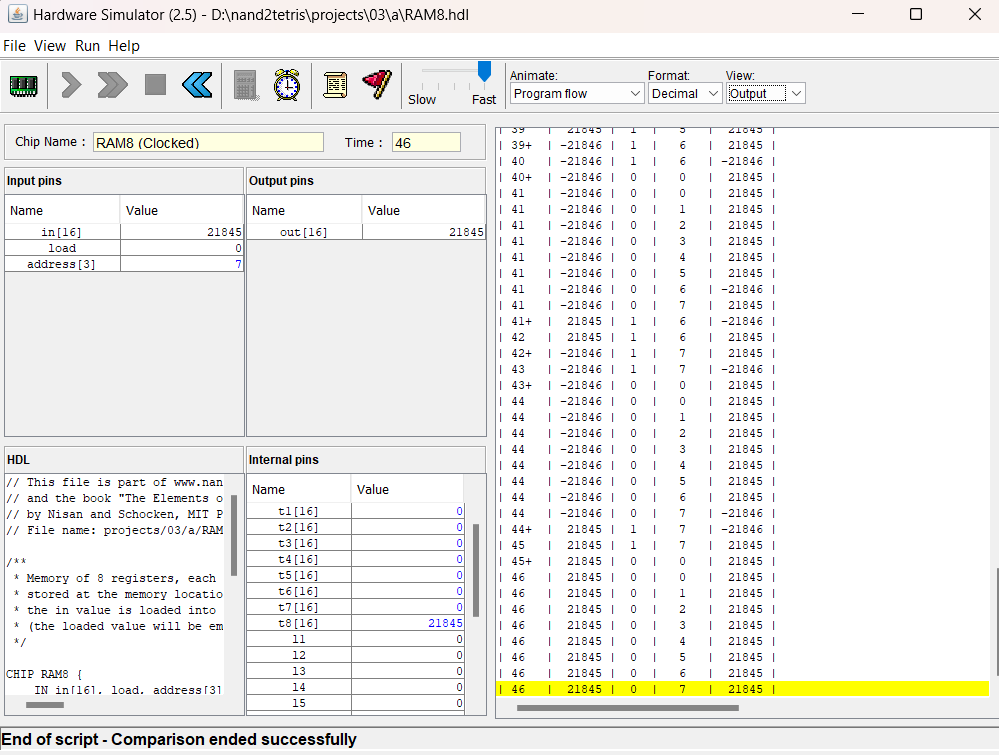 Hardware Simulator (2.5) - D:\nand2tetris\projects\03\a\RAM8.hdl
File View Run Help
Slow Fast
Animate: Format: View:
Program flow Decimal Output
Chip Name : RAM8 (Clocked) Time : 46
Input pins
Name Value
in[16] 21845
load 0
address[3] 7
Output pins
Name Value
out[16] 21845
HDL
// This file is part of www.nan
// and the book "The Elements o
// by Nisan and Schocken, MIT P
// File name: projects/03/a/RAM
/**
* Memory of 8 registers, each
* stored at the memory locatio
* the in value is loaded into
* (the loaded value will be em
*/
CHIP RAM8 {
IN in[16], load, address[3]
Internal pins
Name Value
t1[16] 0
t2[16] 0
t3[16] 0
t4[16] 0
t5[16] 0
t6[16] 0
t7[16] 0
t8[16] 21845
l1 0
l2 0
l3 0
l4 0
l5 0
| 39 | 21845 | 1 | 5 | 21845 |
| 39+ | -21846 | 1 | 6 | 21845 |
| 40 | -21846 | 1 | 6 | -21846 |
| 40+ | -21846 | 0 | 0 | 21845 |
| 41 | -21846 | 0 | 0 | 21845 |
| 41 | -21846 | 0 | 1 | 21845 |
| 41 | -21846 | 0 | 2 | 21845 |
| 41 | -21846 | 0 | 3 | 21845 |
| 41 | -21846 | 0 | 4 | 21845 |
| 41 | -21846 | 0 | 5 | 21845 |
| 41 | -21846 | 0 | 6 | -21846 |
| 41 | -21846 | 0 | 7 | 21845 |
| 41+ | 21845 | 1 | 6 | -21846 |
| 42 | 21845 | 1 | 6 | 21845 |
| 42+ | -21846 | 1 | 7 | 21845 |
| 43 | -21846 | 1 | 7 | -21846 |
| 43+ | -21846 | 0 | 0 | 21845 |
| 44 | -21846 | 0 | 0 | 21845 |
| 44 | -21846 | 0 | 1 | 21845 |
| 44 | -21846 | 0 | 2 | 21845 |
| 44 | -21846 | 0 | 3 | 21845 |
| 44 | -21846 | 0 | 4 | 21845 |
| 44 | -21846 | 0 | 5 | 21845 |
| 44 | -21846 | 0 | 6 | 21845 |
| 44 | -21846 | 0 | 7 | -21846 |
| 44+ | 21845 | 1 | 7 | -21846 |
| 45 | 21845 | 1 | 7 | 21845 |
| 45+ | 21845 | 0 | 0 | 21845 |
| 46 | 21845 | 0 | 0 | 21845 |
| 46 | 21845 | 0 | 1 | 21845 |
| 46 | 21845 | 0 | 2 | 21845 |
| 46 | 21845 | 0 | 3 | 21845 |
| 46 | 21845 | 0 | 4 | 21845 |
| 46 | 21845 | 0 | 5 | 21845 |
| 46 | 21845 | 0 | 6 | 21845 |
| 46 | 21845 | 0 | 7 | 21845 |
End of script - Comparison ended successfully